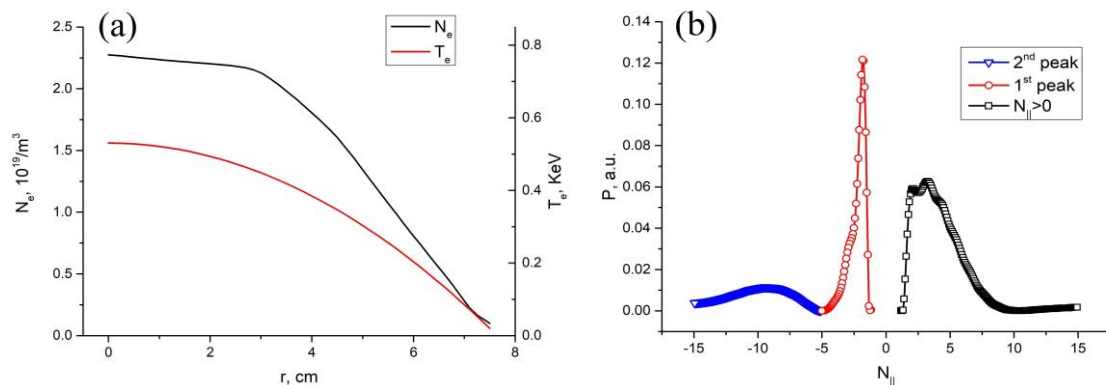 (a)
N_e
T_e
N_e, 10^19/m^3
2.5
2.0
1.5
1.0
0.5
0.0
0.8
0.6
0.4
0.2
0.0
T_e, KeV
0 2 4 6 8
r, cm
(b)
2^nd peak
1^st peak
N_||>0
P, a.u.
0.14
0.12
0.10
0.08
0.06
0.04
0.02
0.00
-15 -10 -5 0 5 10 15
N_||